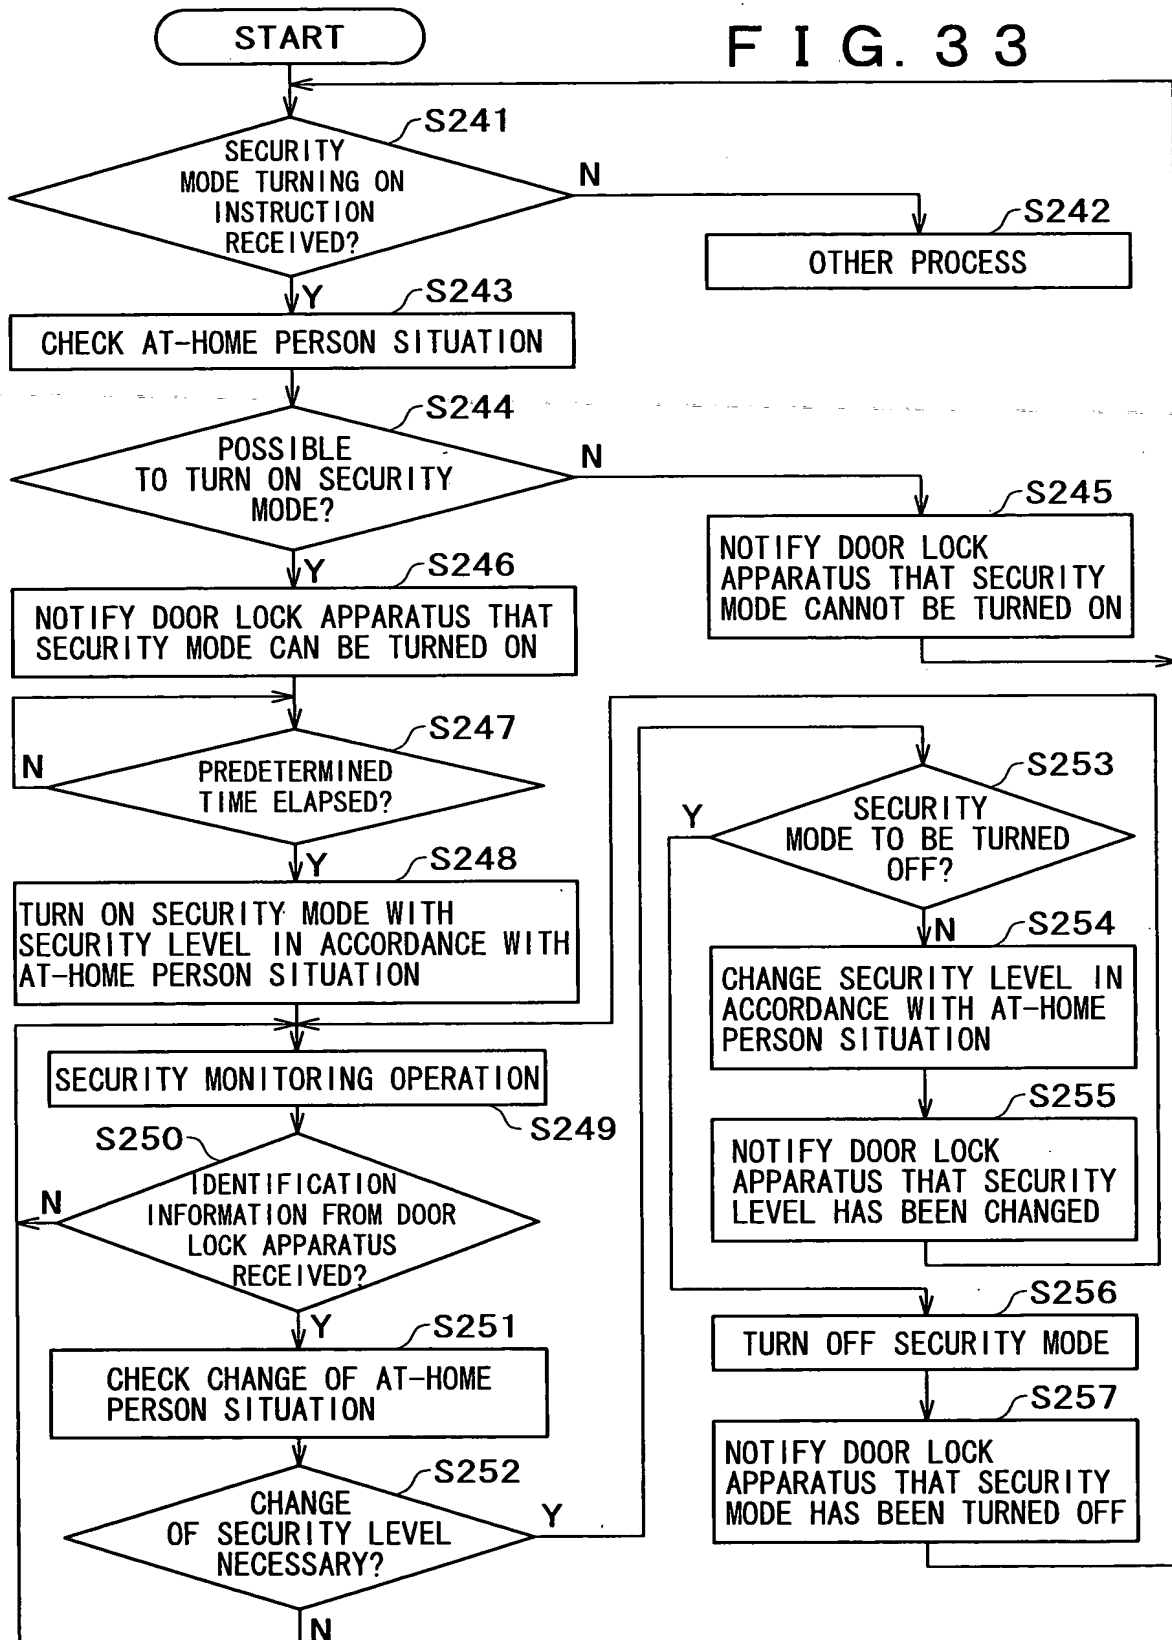 START
FIG. 33
S241
SECURITY
MODE TURNING ON
INSTRUCTION
RECEIVED?
N
S242
OTHER PROCESS
Y
S243
CHECK AT-HOME PERSON SITUATION
S244
POSSIBLE
TO TURN ON SECURITY
MODE?
N
S245
NOTIFY DOOR LOCK
APPARATUS THAT SECURITY
MODE CANNOT BE TURNED ON
Y
S246
NOTIFY DOOR LOCK APPARATUS THAT
SECURITY MODE CAN BE TURNED ON
S247
PREDETERMINED
TIME ELAPSED?
N
Y
S248
TURN ON SECURITY MODE WITH
SECURITY LEVEL IN ACCORDANCE WITH
AT-HOME PERSON SITUATION
SECURITY MONITORING OPERATION
S249
S250
IDENTIFICATION
INFORMATION FROM DOOR
LOCK APPARATUS
RECEIVED?
N
Y
S251
CHECK CHANGE OF AT-HOME
PERSON SITUATION
S252
CHANGE
OF SECURITY LEVEL
NECESSARY?
Y
N
S253
SECURITY
MODE TO BE TURNED
OFF?
Y
N
S254
CHANGE SECURITY LEVEL IN
ACCORDANCE WITH AT-HOME
PERSON SITUATION
S255
NOTIFY DOOR LOCK
APPARATUS THAT SECURITY
LEVEL HAS BEEN CHANGED
S256
TURN OFF SECURITY MODE
S257
NOTIFY DOOR LOCK
APPARATUS THAT SECURITY
MODE HAS BEEN TURNED OFF